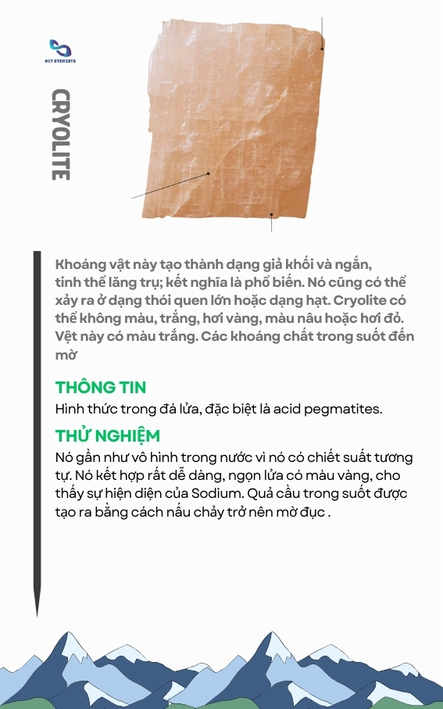 HCT STONES79
CRYOLITE
Khoáng vật này tạo thành dạng giả khối và ngắn,
tinh thể lăng trụ; kết nghĩa là phổ biến. Nó cũng có thể
xảy ra ở dạng thói quen lớn hoặc dạng hạt. Cryolite có
thể không màu, trắng, hơi vàng, màu nâu hoặc hơi đỏ.
Vệt này có màu trắng. Các khoáng chất trong suốt đến
mờ
THÔNG TIN
Hình thức trong đá lửa, đặc biệt là acid pegmatites.
THỬ NGHIỆM
Nó gần như vô hình trong nước vì nó có chiết suất tương
tự. Nó kết hợp rất dễ dàng, ngọn lửa có màu vàng, cho
thấy sự hiện diện của Sodium. Quả cầu trong suốt được
tạo ra bằng cách nấu chảy trở nên mờ đục .